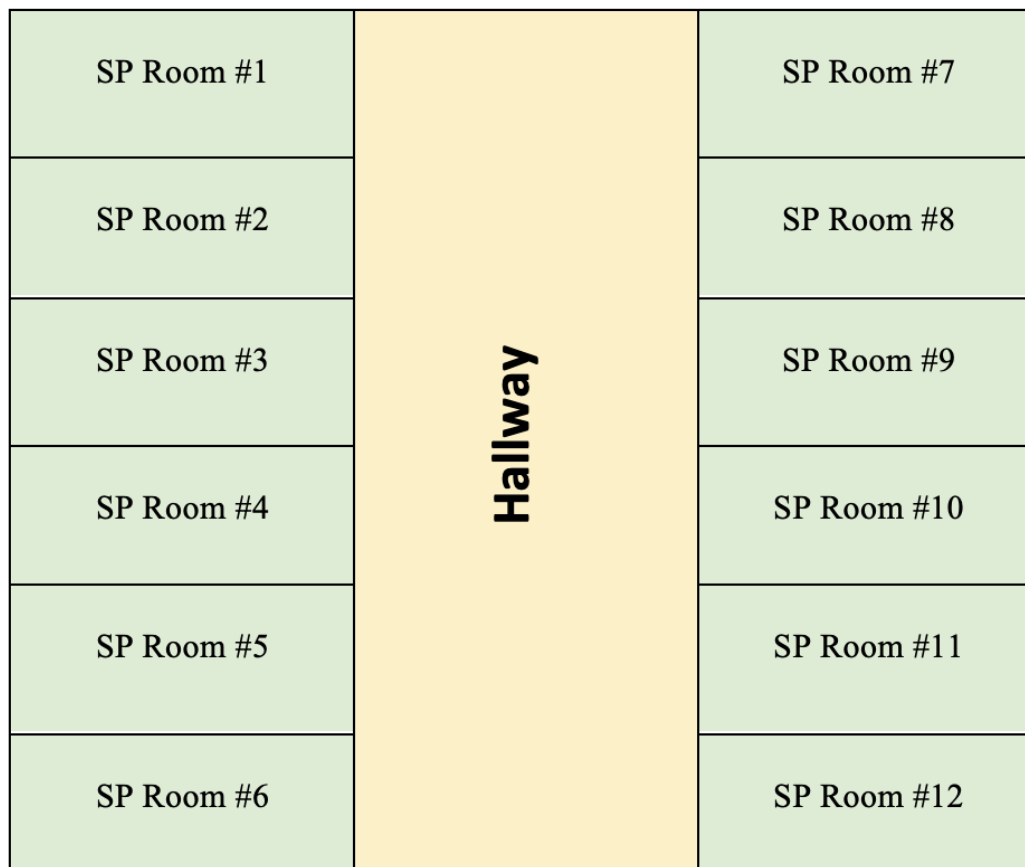 SP Room #1
SP Room #2
SP Room #3
SP Room #4
SP Room #5
SP Room #6
Hallway
SP Room #7
SP Room #8
SP Room #9
SP Room #10
SP Room #11
SP Room #12